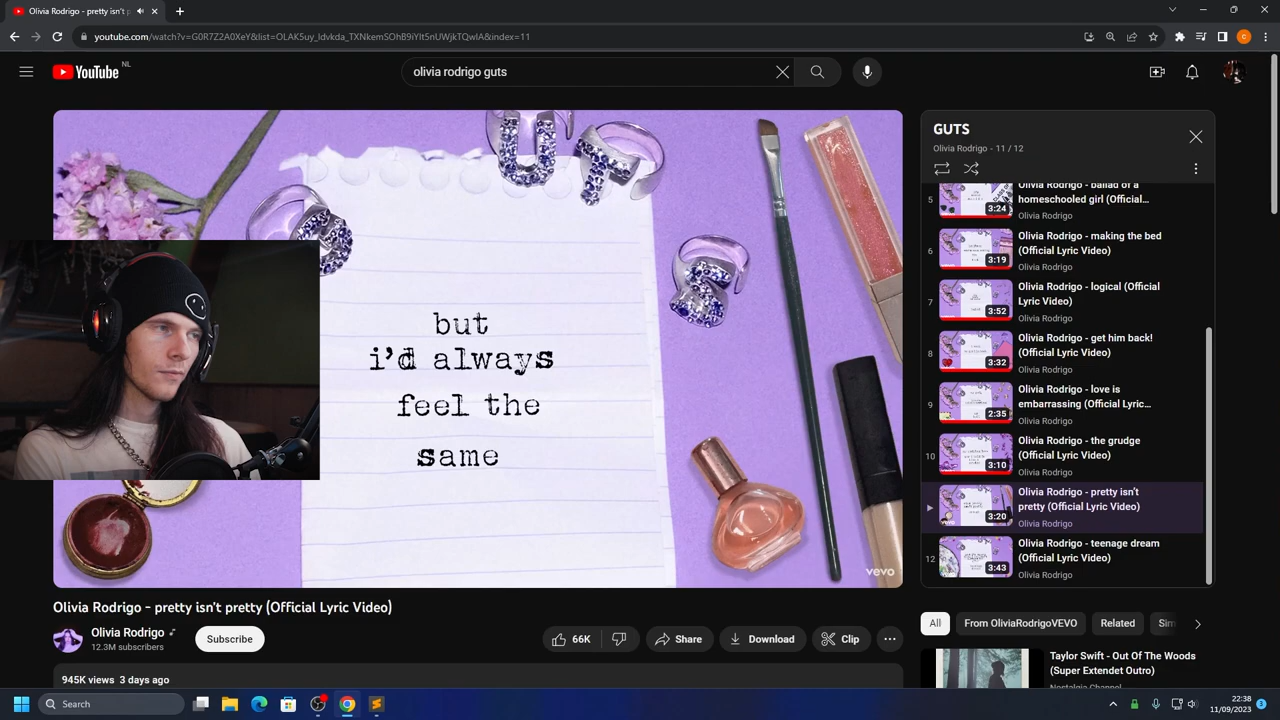 Olivia Rodrigo - pretty isn't p
youtube.com/watch?v=G0R7Z2A0XeY&list=OLAK5uy_ldvkda_TXNkemSOhB9iYlt5nUWjkTQwIA&index=11
YouTube NL
olivia rodrigo guts
U T
S
but
i'd always
feel the
same
vevo
GUTS
Olivia Rodrigo - 11 / 12
5
Olivia Rodrigo - ballad of a
homeschooled girl (Official...
Olivia Rodrigo
3:24
6
Olivia Rodrigo - making the bed
(Official Lyric Video)
Olivia Rodrigo
3:19
7
Olivia Rodrigo - logical (Official
Lyric Video)
Olivia Rodrigo
3:52
8
Olivia Rodrigo - get him back!
(Official Lyric Video)
Olivia Rodrigo
3:32
9
Olivia Rodrigo - love is
embarrassing (Official Lyric...
Olivia Rodrigo
2:35
10
Olivia Rodrigo - the grudge
(Official Lyric Video)
Olivia Rodrigo
3:10
Olivia Rodrigo - pretty isn't
pretty (Official Lyric Video)
Olivia Rodrigo
3:20
12
Olivia Rodrigo - teenage dream
(Official Lyric Video)
Olivia Rodrigo
3:43
Olivia Rodrigo - pretty isn't pretty (Official Lyric Video)
Olivia Rodrigo
12.3M subscribers
Subscribe
66K
Share
Download
Clip
945K views 3 days ago
All
From OliviaRodrigoVEVO
Related
Sim
Taylor Swift - Out Of The Woods
(Super Extendet Outro)
Nostalgia Channel
Search
22:38
11/09/2023
3